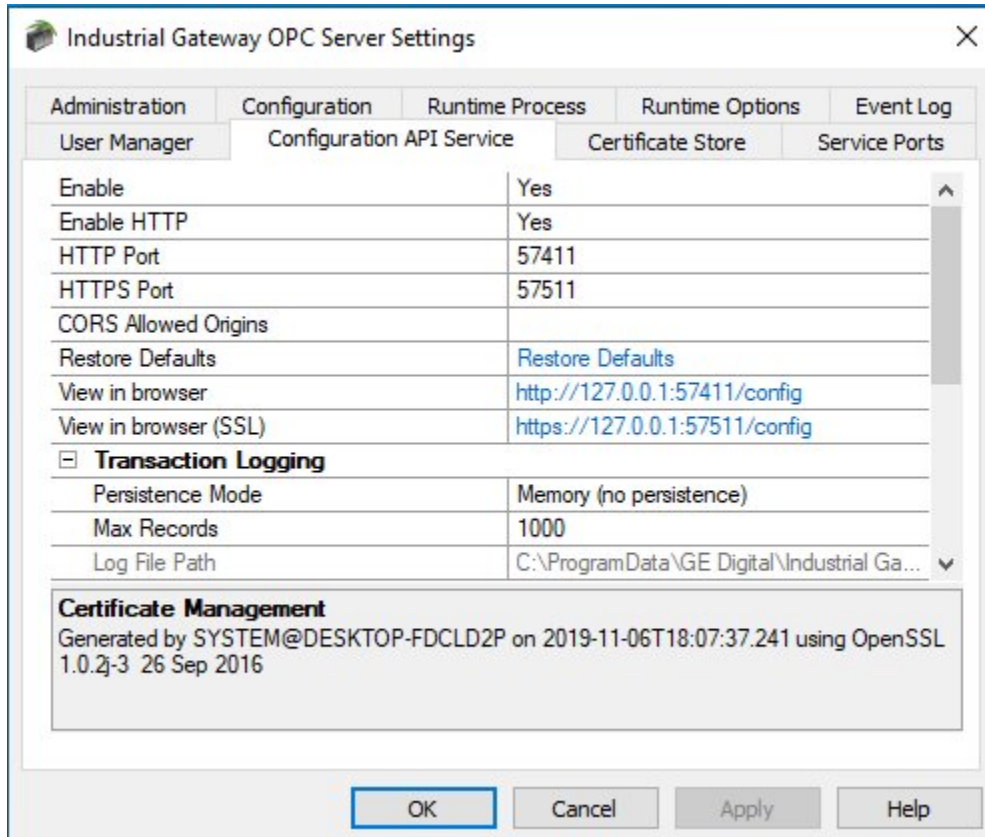 Industrial Gateway OPC Server Settings
Administration Configuration Runtime Process Runtime Options Event Log
User Manager Configuration API Service Certificate Store Service Ports
Enable Yes
Enable HTTP Yes
HTTP Port 57411
HTTPS Port 57511
CORS Allowed Origins
Restore Defaults Restore Defaults
View in browser http://127.0.0.1:57411/config
View in browser (SSL) https://127.0.0.1:57511/config
Transaction Logging
Persistence Mode Memory (no persistence)
Max Records 1000
Log File Path C:\ProgramData\GE Digital\Industrial Ga...
Certificate Management
Generated by SYSTEM@DESKTOP-FDCLD2P on 2019-11-06T18:07:37.241 using OpenSSL
1.0.2j-3 26 Sep 2016
OK Cancel Apply Help